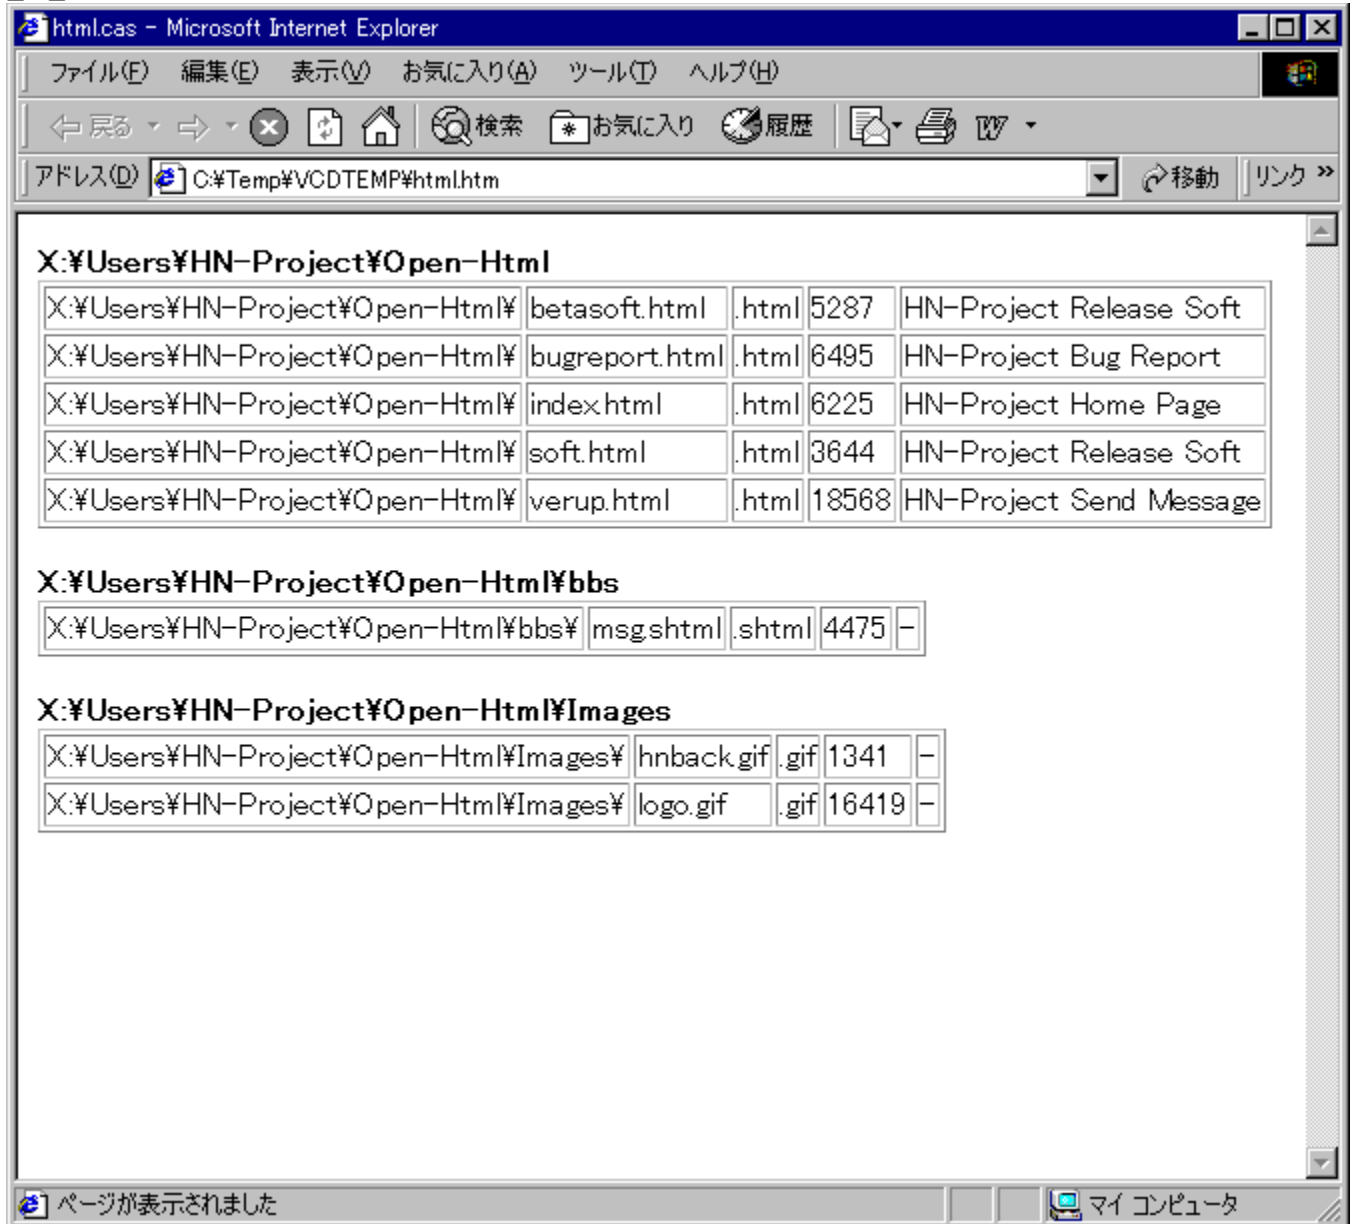 html.cas - Microsoft Internet Explorer
ファイル(F) 編集(E) 表示(V) お気に入り(A) ツール(T) ヘルプ(H)
戻る 検索 お気に入り 履歴
アドレス(D) C:¥Temp¥VCDTEMP¥html.htm 移動 リンク »
X:¥Users¥HN-Project¥Open-Html
X:¥Users¥HN-Project¥Open-Html¥ betasoft.html .html 5287 HN-Project Release Soft
X:¥Users¥HN-Project¥Open-Html¥ bugreport.html .html 6495 HN-Project Bug Report
X:¥Users¥HN-Project¥Open-Html¥ index.html .html 6225 HN-Project Home Page
X:¥Users¥HN-Project¥Open-Html¥ soft.html .html 3644 HN-Project Release Soft
X:¥Users¥HN-Project¥Open-Html¥ verup.html .html 18568 HN-Project Send Message
X:¥Users¥HN-Project¥Open-Html¥bbs
X:¥Users¥HN-Project¥Open-Html¥bbs¥ msg.shtml .shtml 4475 -
X:¥Users¥HN-Project¥Open-Html¥Images
X:¥Users¥HN-Project¥Open-Html¥Images¥ hnback.gif .gif 1341 -
X:¥Users¥HN-Project¥Open-Html¥Images¥ logo.gif .gif 16419 -
ページが表示されました マイ コンピュータ